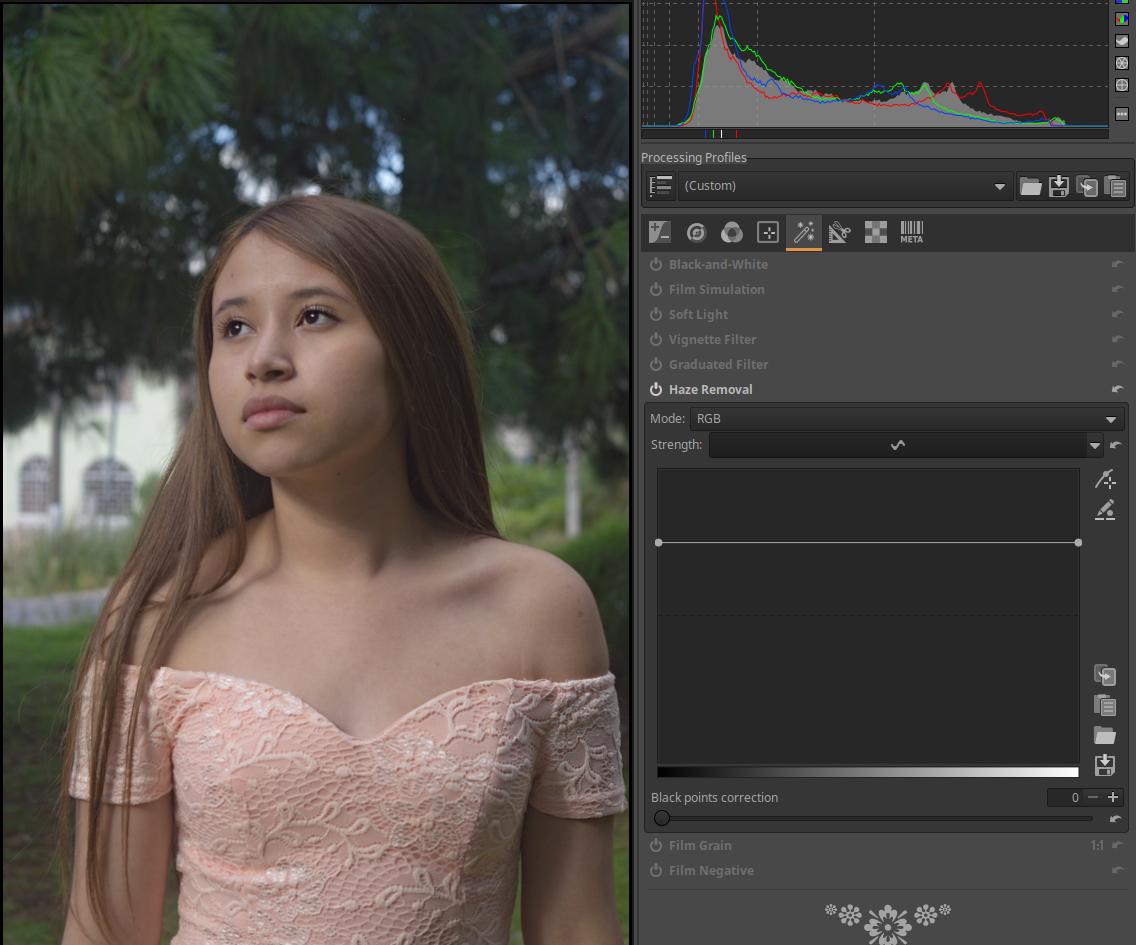 Processing Profiles
(Custom)
META
Black-and-White
Film Simulation
Soft Light
Vignette Filter
Graduated Filter
Haze Removal
Mode: RGB
Strength:
Black points correction 0
Film Grain 1:1
Film Negative